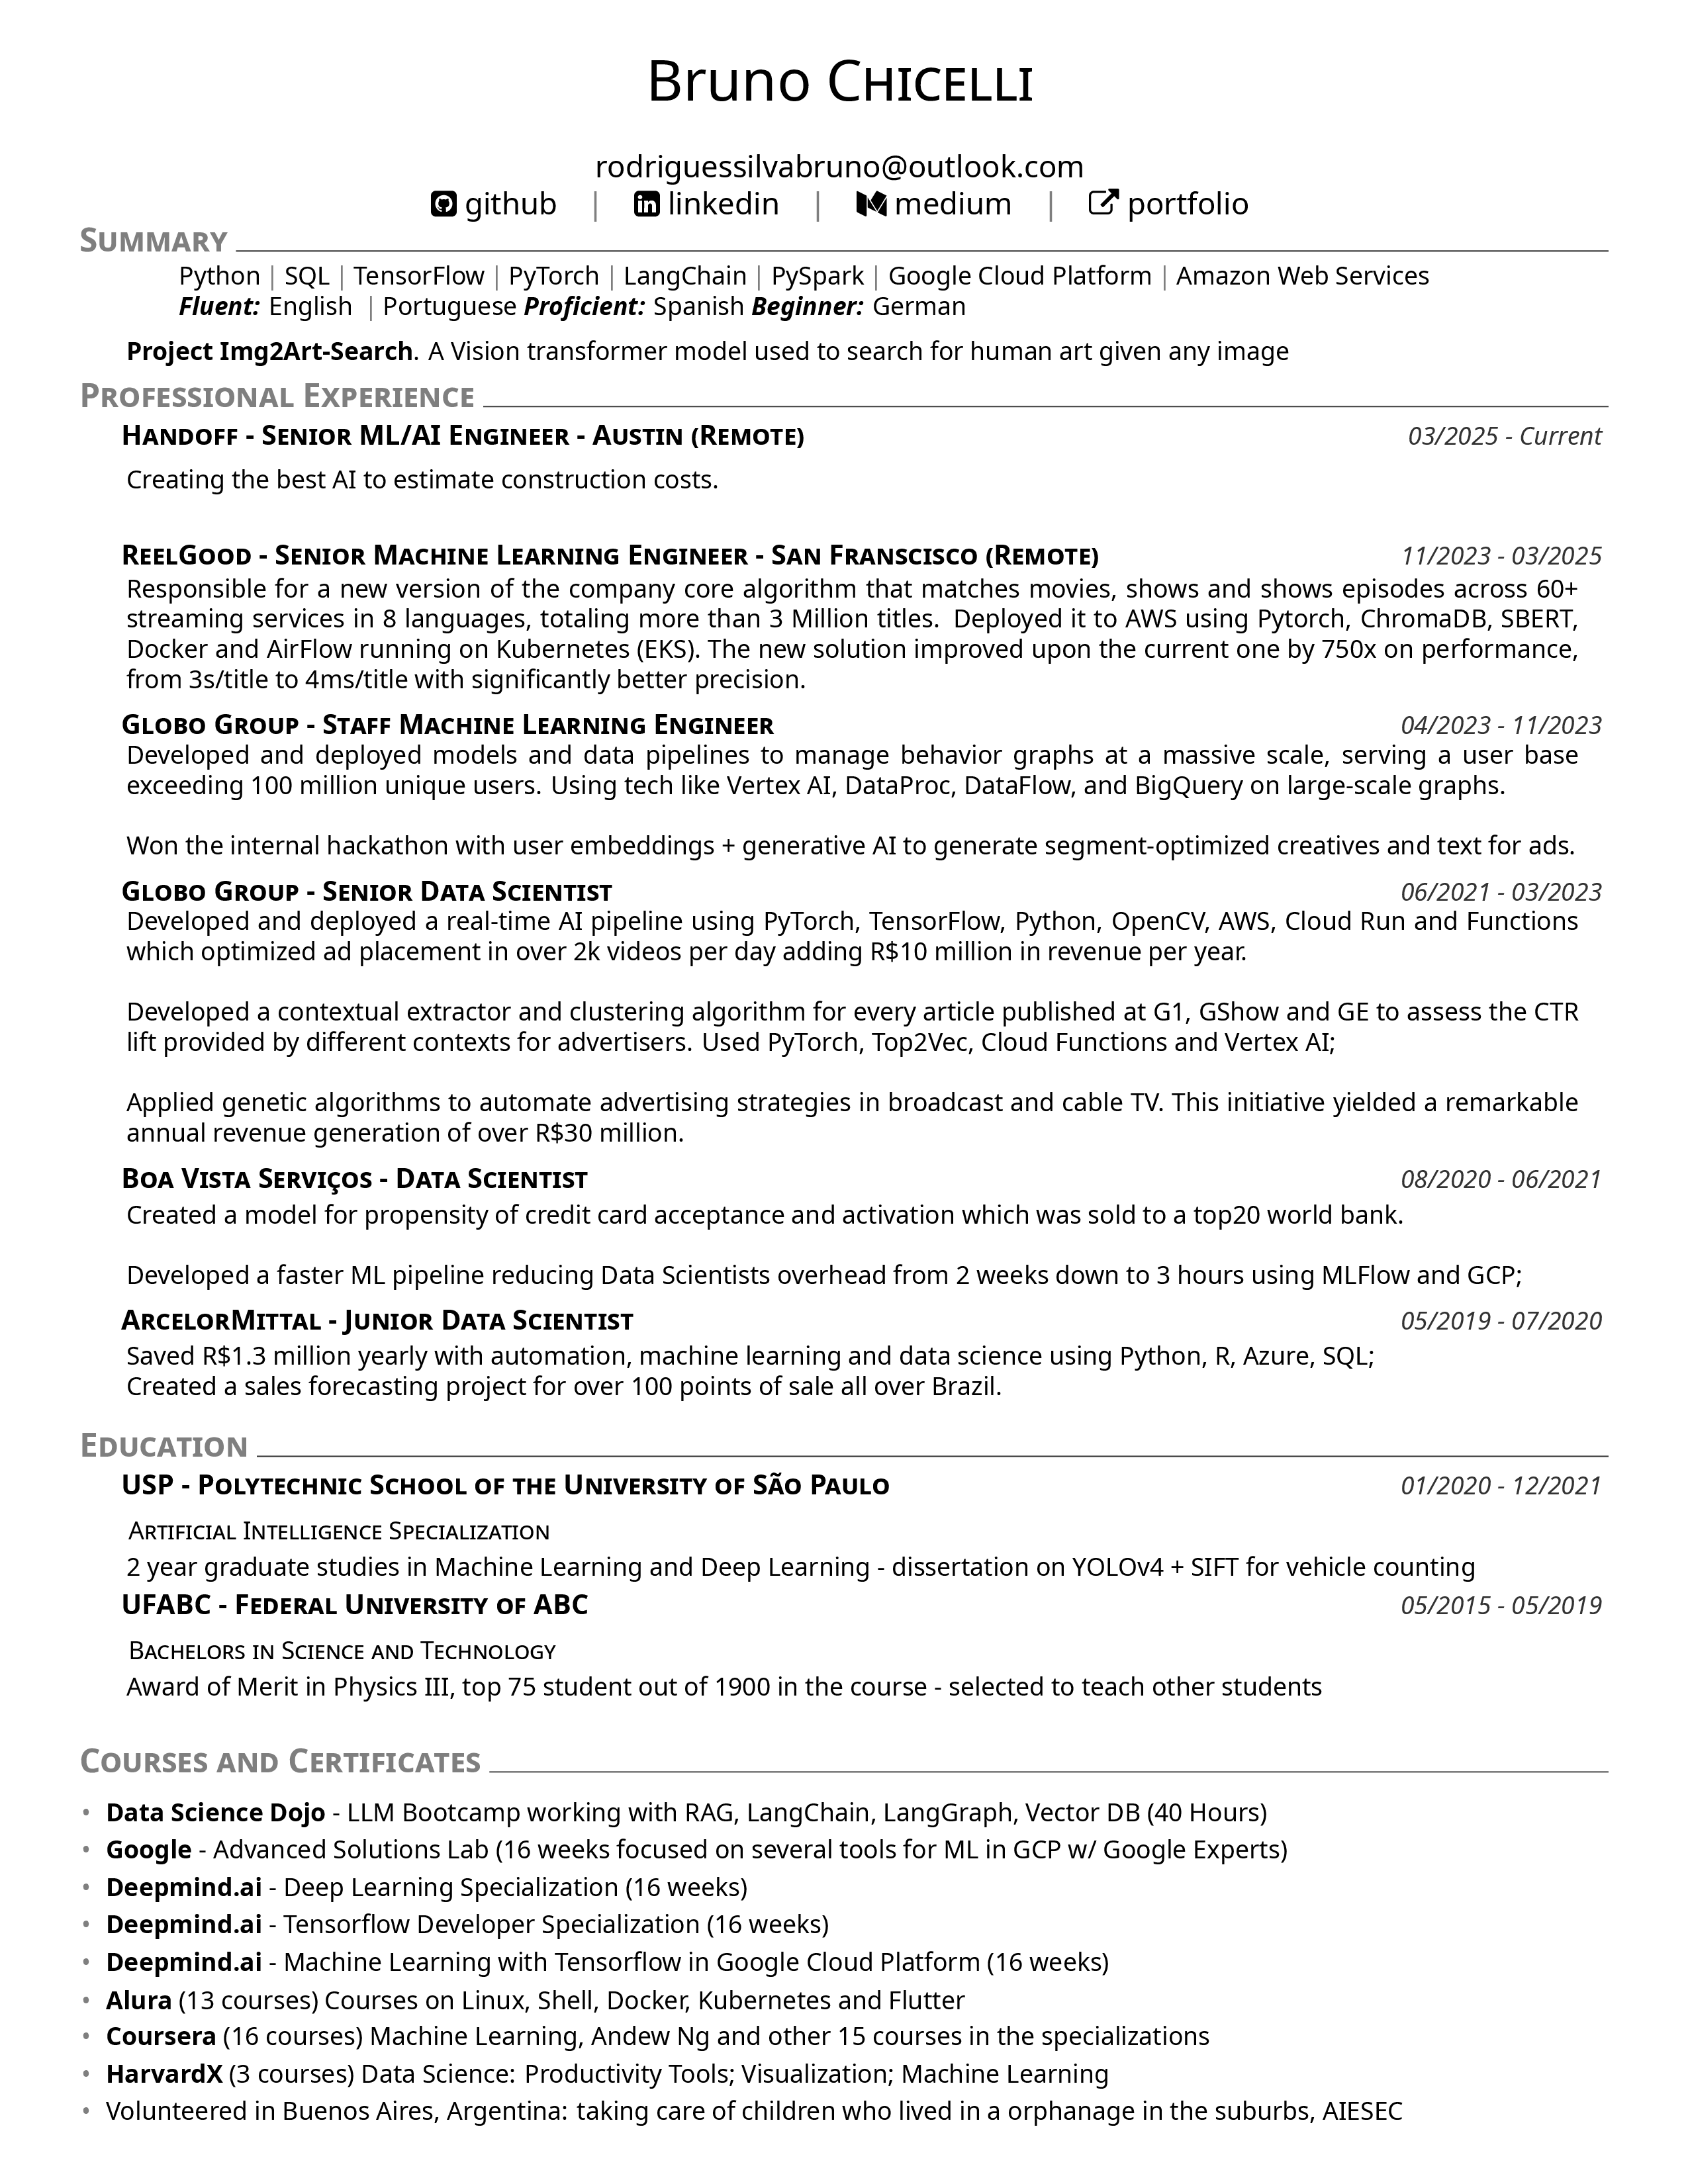 Bruno CHICELLI
rodriguessilvabruno@outlook.com
github | linkedin | medium | portfolio
SUMMARY
Python | SQL | TensorFlow | PyTorch | LangChain | PySpark | Google Cloud Platform | Amazon Web Services
Fluent: English | Portuguese Proficient: Spanish Beginner: German
Project Img2Art-Search. A Vision transformer model used to search for human art given any image
PROFESSIONAL EXPERIENCE
HANDOFF - SENIOR ML/AI ENGINEER - AUSTIN (REMOTE) 03/2025 - Current
Creating the best AI to estimate construction costs.
REELGOOD - SENIOR MACHINE LEARNING ENGINEER - SAN FRANSCISCO (REMOTE) 11/2023 - 03/2025
Responsible for a new version of the company core algorithm that matches movies, shows and shows episodes across 60+
streaming services in 8 languages, totaling more than 3 Million titles. Deployed it to AWS using Pytorch, ChromaDB, SBERT,
Docker and AirFlow running on Kubernetes (EKS). The new solution improved upon the current one by 750x on performance,
from 3s/title to 4ms/title with significantly better precision.
GLOBO GROUP - STAFF MACHINE LEARNING ENGINEER 04/2023 - 11/2023
Developed and deployed models and data pipelines to manage behavior graphs at a massive scale, serving a user base
exceeding 100 million unique users. Using tech like Vertex AI, DataProc, DataFlow, and BigQuery on large-scale graphs.
Won the internal hackathon with user embeddings + generative AI to generate segment-optimized creatives and text for ads.
GLOBO GROUP - SENIOR DATA SCIENTIST 06/2021 - 03/2023
Developed and deployed a real-time AI pipeline using PyTorch, TensorFlow, Python, OpenCV, AWS, Cloud Run and Functions
which optimized ad placement in over 2k videos per day adding R$10 million in revenue per year.
Developed a contextual extractor and clustering algorithm for every article published at G1, GShow and GE to assess the CTR
lift provided by different contexts for advertisers. Used PyTorch, Top2Vec, Cloud Functions and Vertex AI;
Applied genetic algorithms to automate advertising strategies in broadcast and cable TV. This initiative yielded a remarkable
annual revenue generation of over R$30 million.
BOA VISTA SERVIÇOS - DATA SCIENTIST 08/2020 - 06/2021
Created a model for propensity of credit card acceptance and activation which was sold to a top20 world bank.
Developed a faster ML pipeline reducing Data Scientists overhead from 2 weeks down to 3 hours using MLFlow and GCP;
ARCELORMITTAL - JUNIOR DATA SCIENTIST 05/2019 - 07/2020
Saved R$1.3 million yearly with automation, machine learning and data science using Python, R, Azure, SQL;
Created a sales forecasting project for over 100 points of sale all over Brazil.
EDUCATION
USP - POLYTECHNIC SCHOOL OF THE UNIVERSITY OF SÃO PAULO 01/2020 - 12/2021
ARTIFICIAL INTELLIGENCE SPECIALIZATION
2 year graduate studies in Machine Learning and Deep Learning - dissertation on YOLOv4 + SIFT for vehicle counting
UFABC - FEDERAL UNIVERSITY OF ABC 05/2015 - 05/2019
BACHELORS IN SCIENCE AND TECHNOLOGY
Award of Merit in Physics III, top 75 student out of 1900 in the course - selected to teach other students
COURSES AND CERTIFICATES
• Data Science Dojo - LLM Bootcamp working with RAG, LangChain, LangGraph, Vector DB (40 Hours)
• Google - Advanced Solutions Lab (16 weeks focused on several tools for ML in GCP w/ Google Experts)
• Deepmind.ai - Deep Learning Specialization (16 weeks)
• Deepmind.ai - Tensorflow Developer Specialization (16 weeks)
• Deepmind.ai - Machine Learning with Tensorflow in Google Cloud Platform (16 weeks)
• Alura (13 courses) Courses on Linux, Shell, Docker, Kubernetes and Flutter
• Coursera (16 courses) Machine Learning, Andew Ng and other 15 courses in the specializations
• HarvardX (3 courses) Data Science: Productivity Tools; Visualization; Machine Learning
• Volunteered in Buenos Aires, Argentina: taking care of children who lived in a orphanage in the suburbs, AIESEC